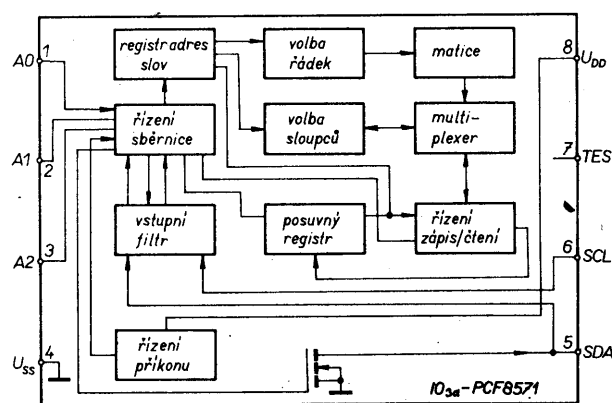 1
A0
registr adres
slov
volba
řádek
matice
8
U_DD
řízení
sběrnice
volba
sloupců
multi-
plexer
7
TES
A1
2
vstupní
filtr
posuvný
registr
řízení
zápis/čtení
A2
3
6
SCL
řízení
příkonu
U_SS
4
5
SDA
IO_3a-PCF8571